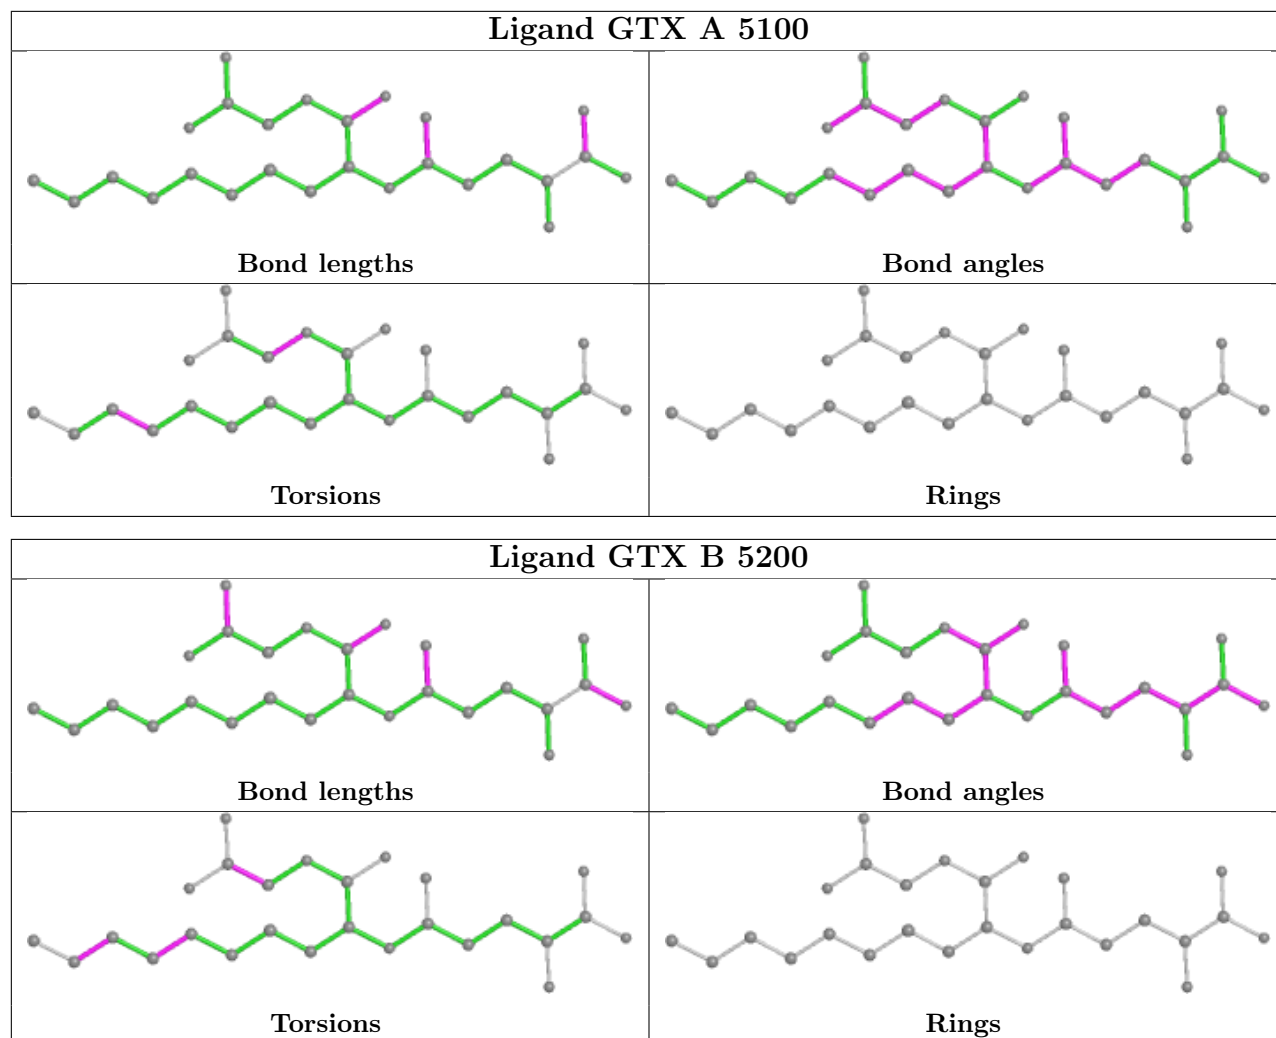 Ligand GTX A 5100
Bond lengths
Bond angles
Torsions
Rings
Ligand GTX B 5200
Bond lengths
Bond angles
Torsions
Rings